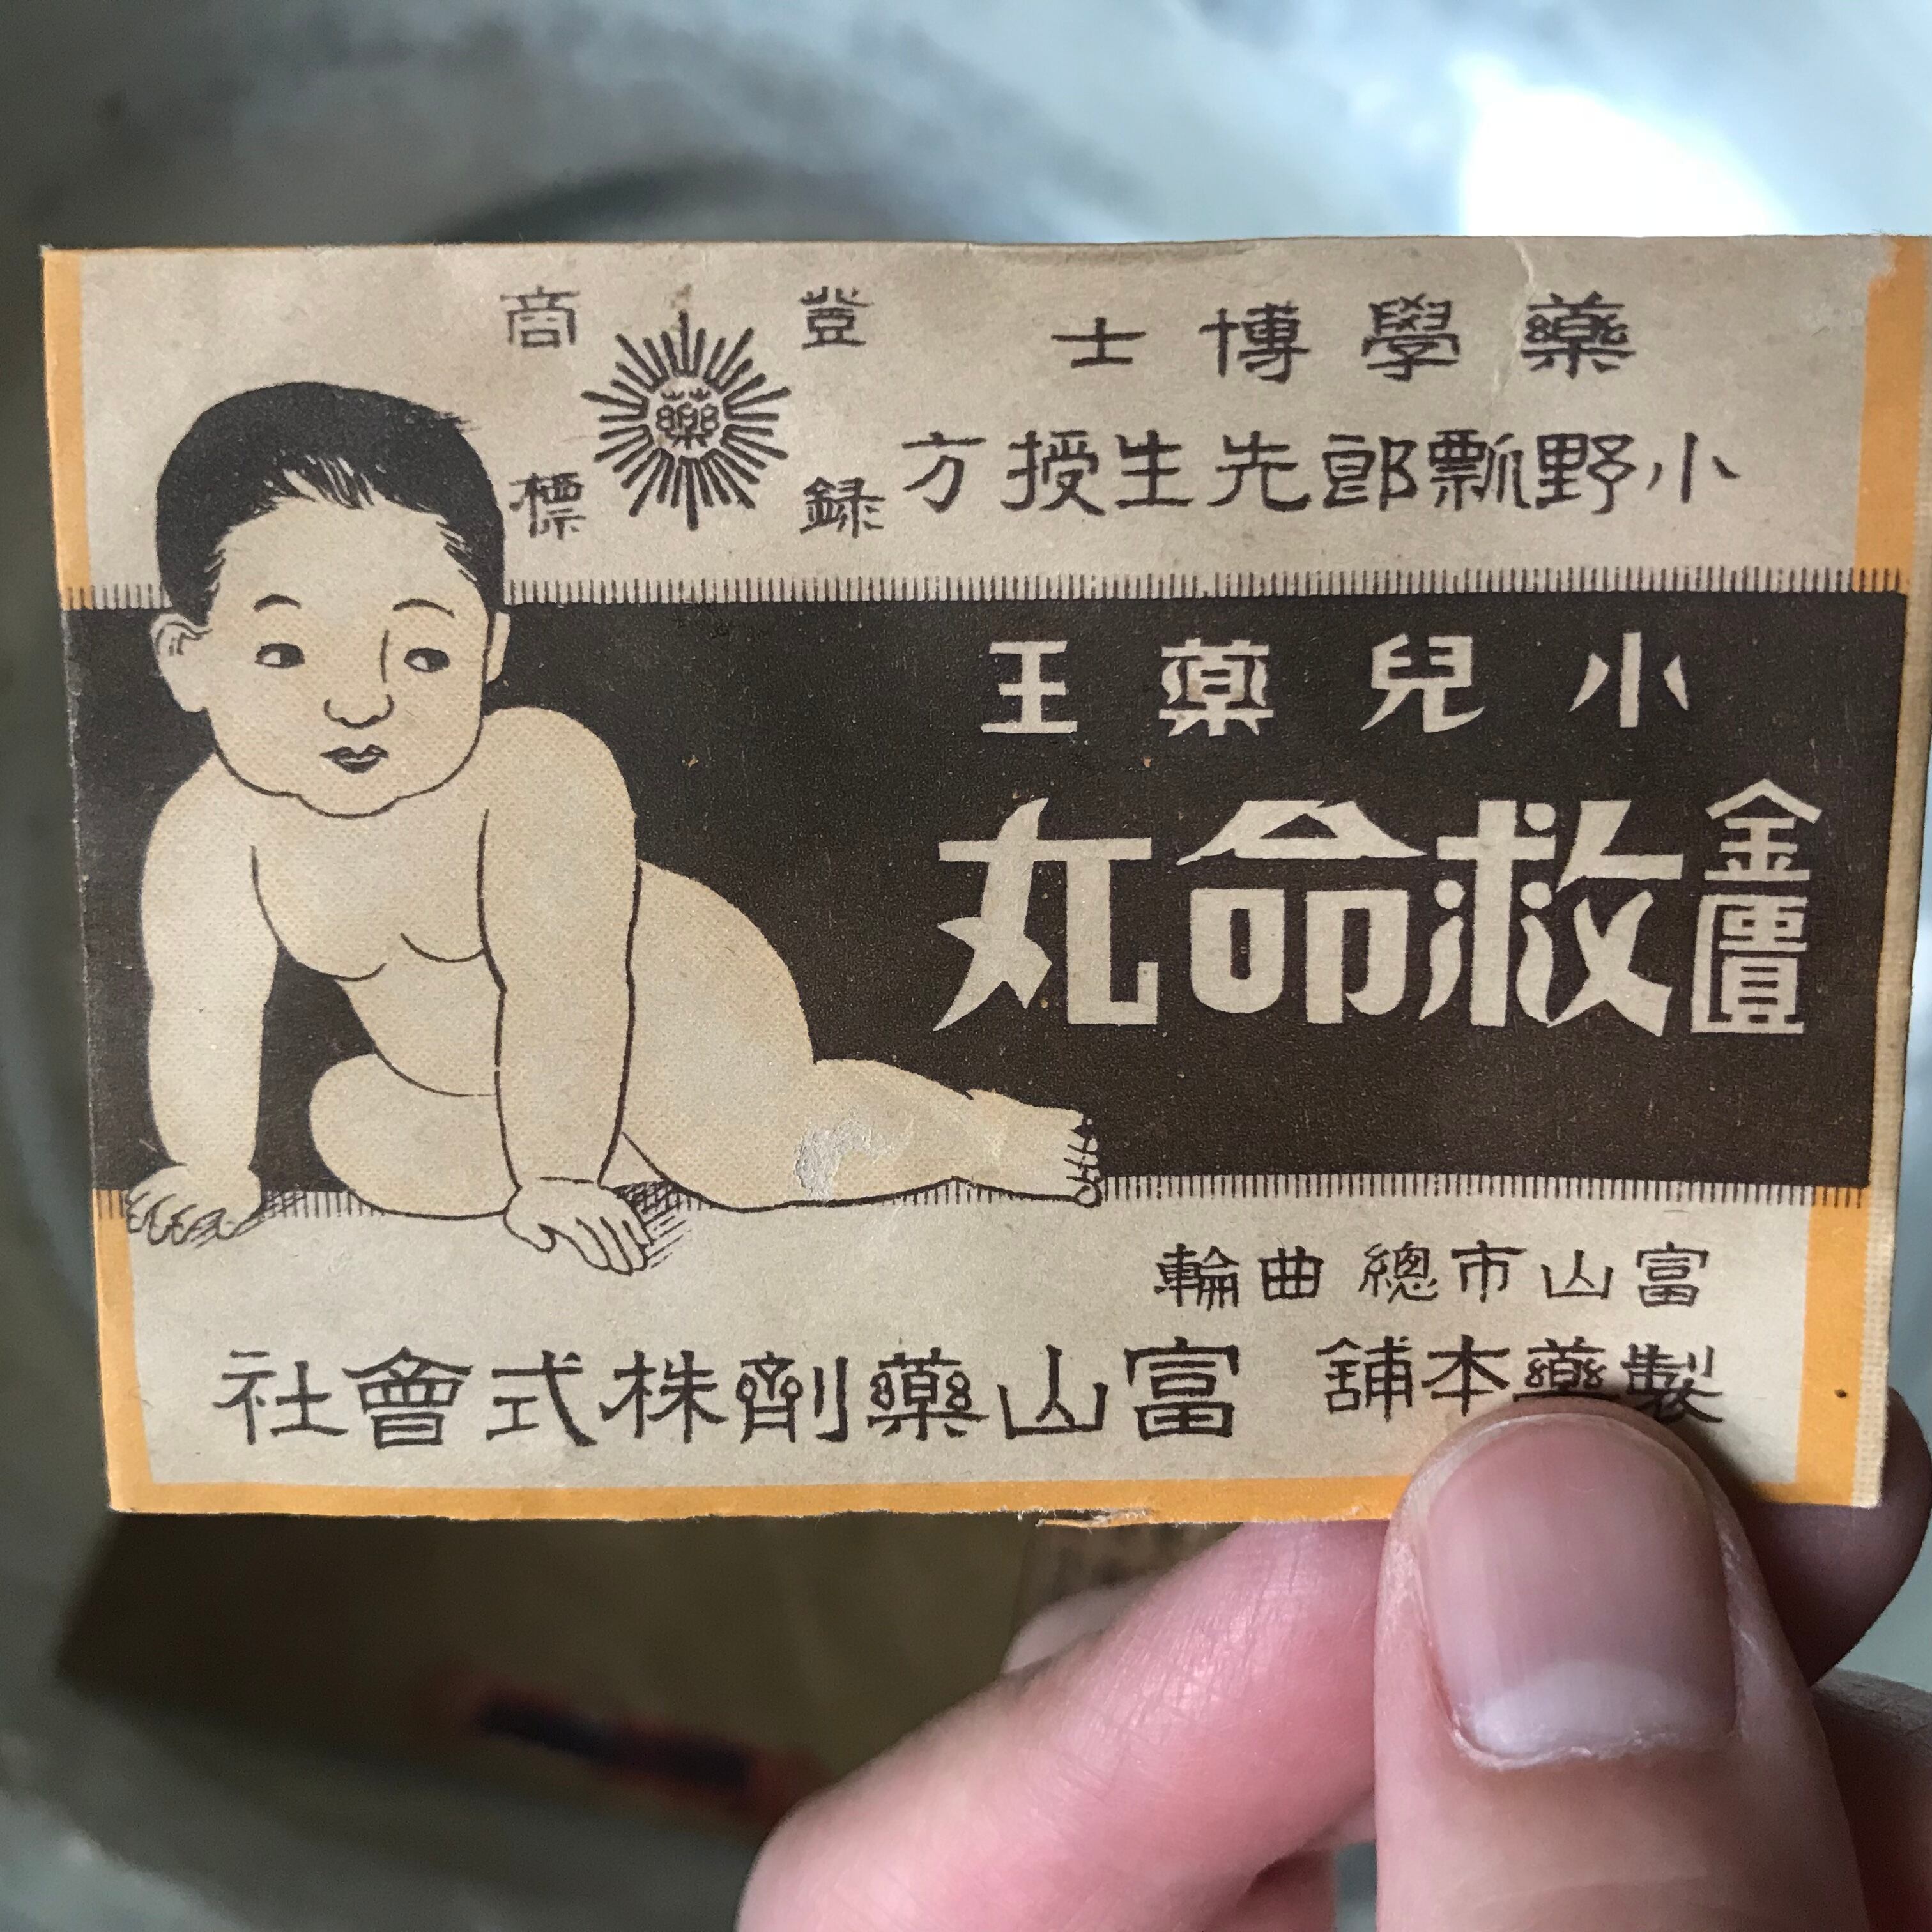 藥學博士
小野瓢郎先生授方
登録商標
藥
小兒薬王
金匱
救命丸
富山市總曲輪
製藥本舖 富山藥劑株式會社